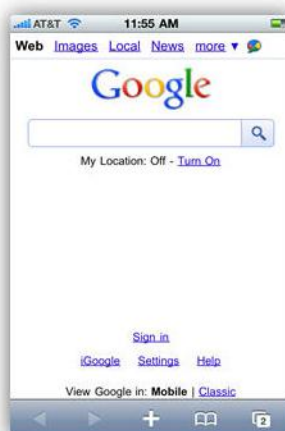 AT&T 11:55 AM
Web Images Local News more ▼
Google
My Location: Off - Turn On
Sign in
iGoogle Settings Help
View Google in: Mobile | Classic
2